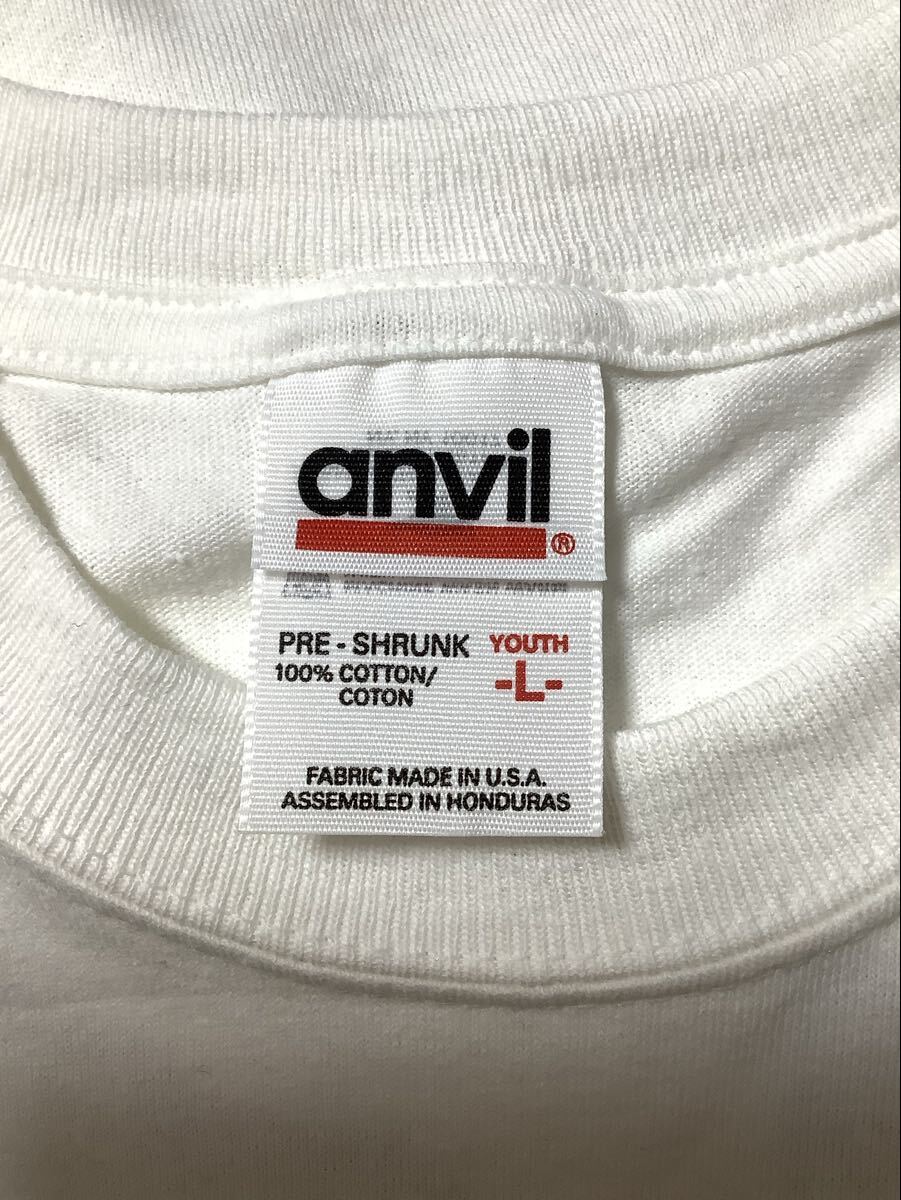 anvil
®
PRE - SHRUNK YOUTH
100% COTTON/ -L-
COTON
FABRIC MADE IN U.S.A.
ASSEMBLED IN HONDURAS